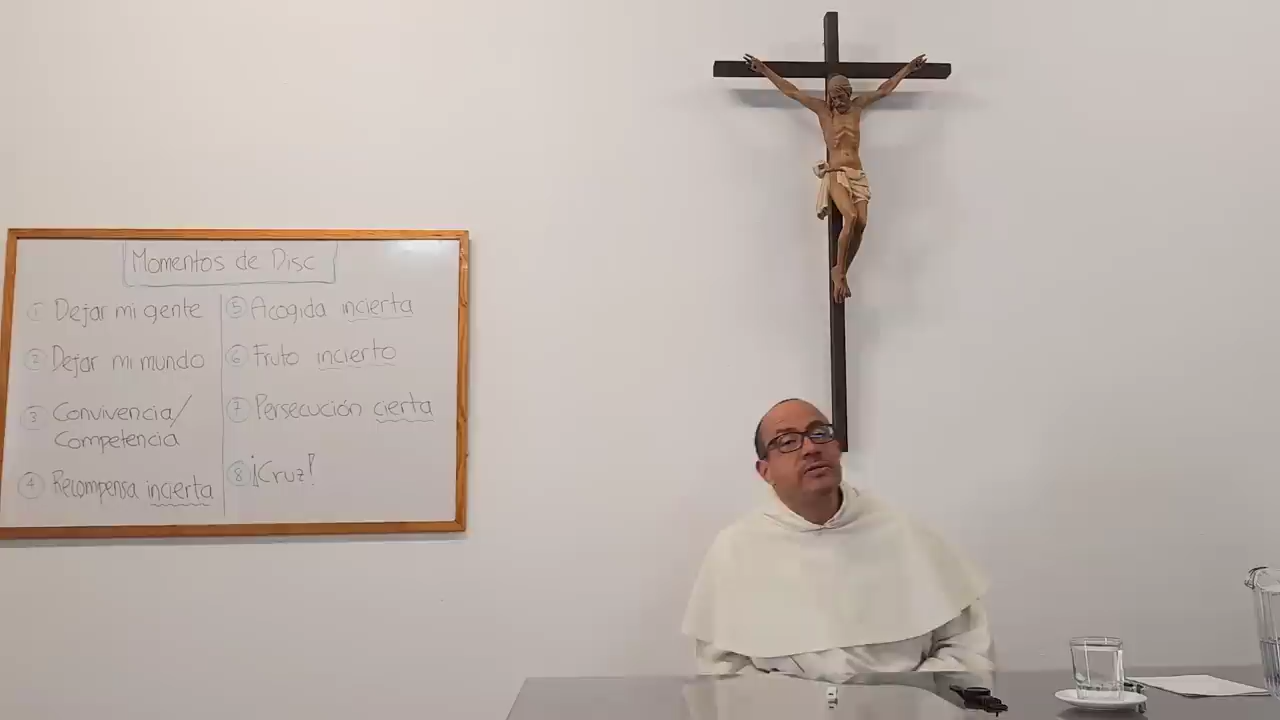 Momentos de Disc
① Dejar mi gente
② Dejar mi mundo
③ Convivencia/
Competencia
④ Recompensa incierta
⑤ Acogida incierta
⑥ Fruto incierto
⑦ Persecución cierta
⑧ ¡Cruz!